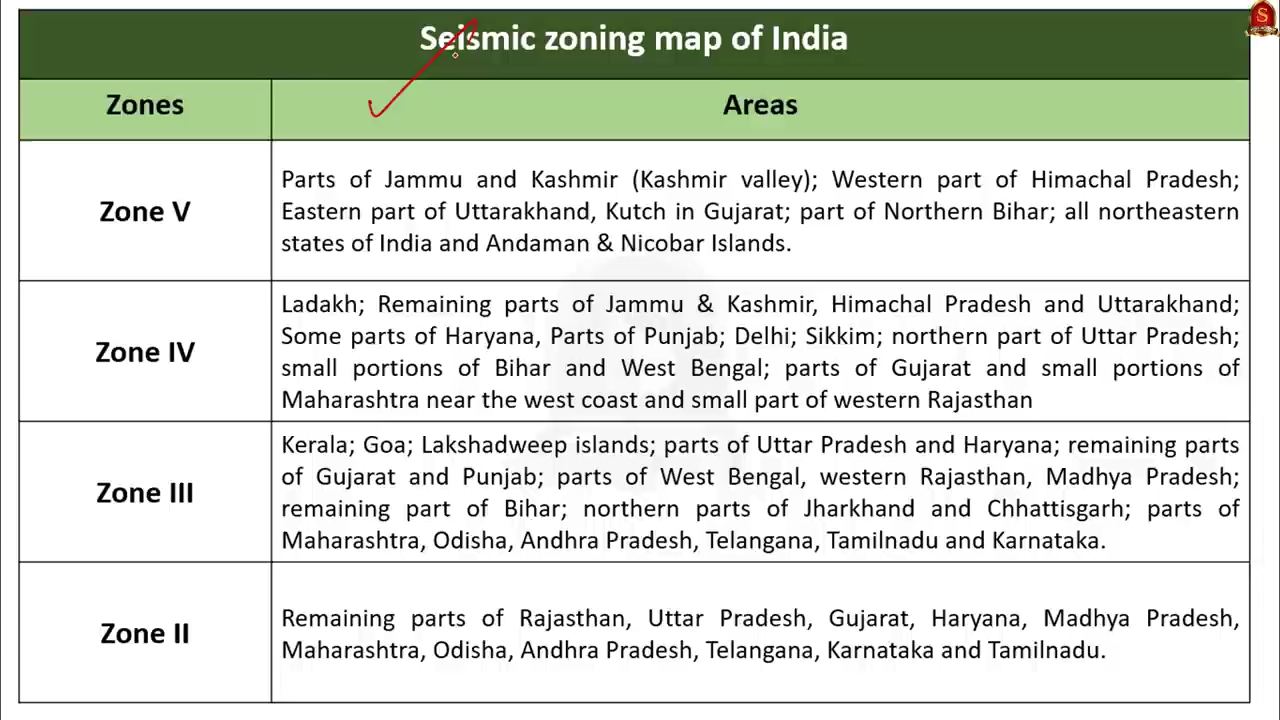 Seismic zoning map of India
Zones
Areas
Zone V
Parts of Jammu and Kashmir (Kashmir valley); Western part of Himachal Pradesh;
Eastern part of Uttarakhand, Kutch in Gujarat; part of Northern Bihar; all northeastern
states of India and Andaman & Nicobar Islands.
Zone IV
Ladakh; Remaining parts of Jammu & Kashmir, Himachal Pradesh and Uttarakhand;
Some parts of Haryana, Parts of Punjab; Delhi; Sikkim; northern part of Uttar Pradesh;
small portions of Bihar and West Bengal; parts of Gujarat and small portions of
Maharashtra near the west coast and small part of western Rajasthan
Zone III
Kerala; Goa; Lakshadweep islands; parts of Uttar Pradesh and Haryana; remaining parts
of Gujarat and Punjab; parts of West Bengal, western Rajasthan, Madhya Pradesh;
remaining part of Bihar; northern parts of Jharkhand and Chhattisgarh; parts of
Maharashtra, Odisha, Andhra Pradesh, Telangana, Tamilnadu and Karnataka.
Zone II
Remaining parts of Rajasthan, Uttar Pradesh, Gujarat, Haryana, Madhya Pradesh,
Maharashtra, Odisha, Andhra Pradesh, Telangana, Karnataka and Tamilnadu.
S